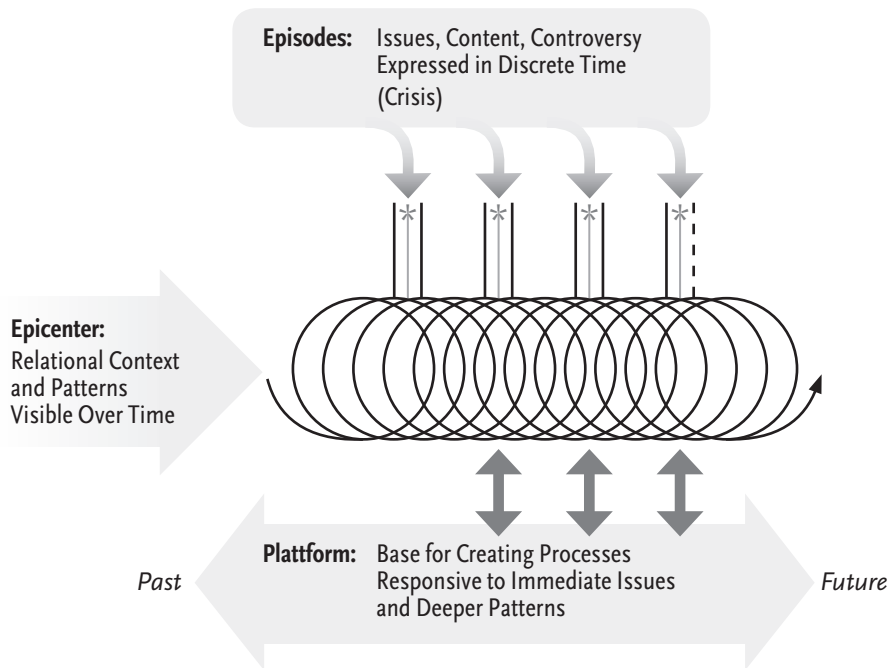 Episodes: Issues, Content, Controversy
Expressed in Discrete Time
(Crisis)
* * * *
Epicenter:
Relational Context
and Patterns
Visible Over Time
Plattform: Base for Creating Processes
Responsive to Immediate Issues
and Deeper Patterns
Past
Future